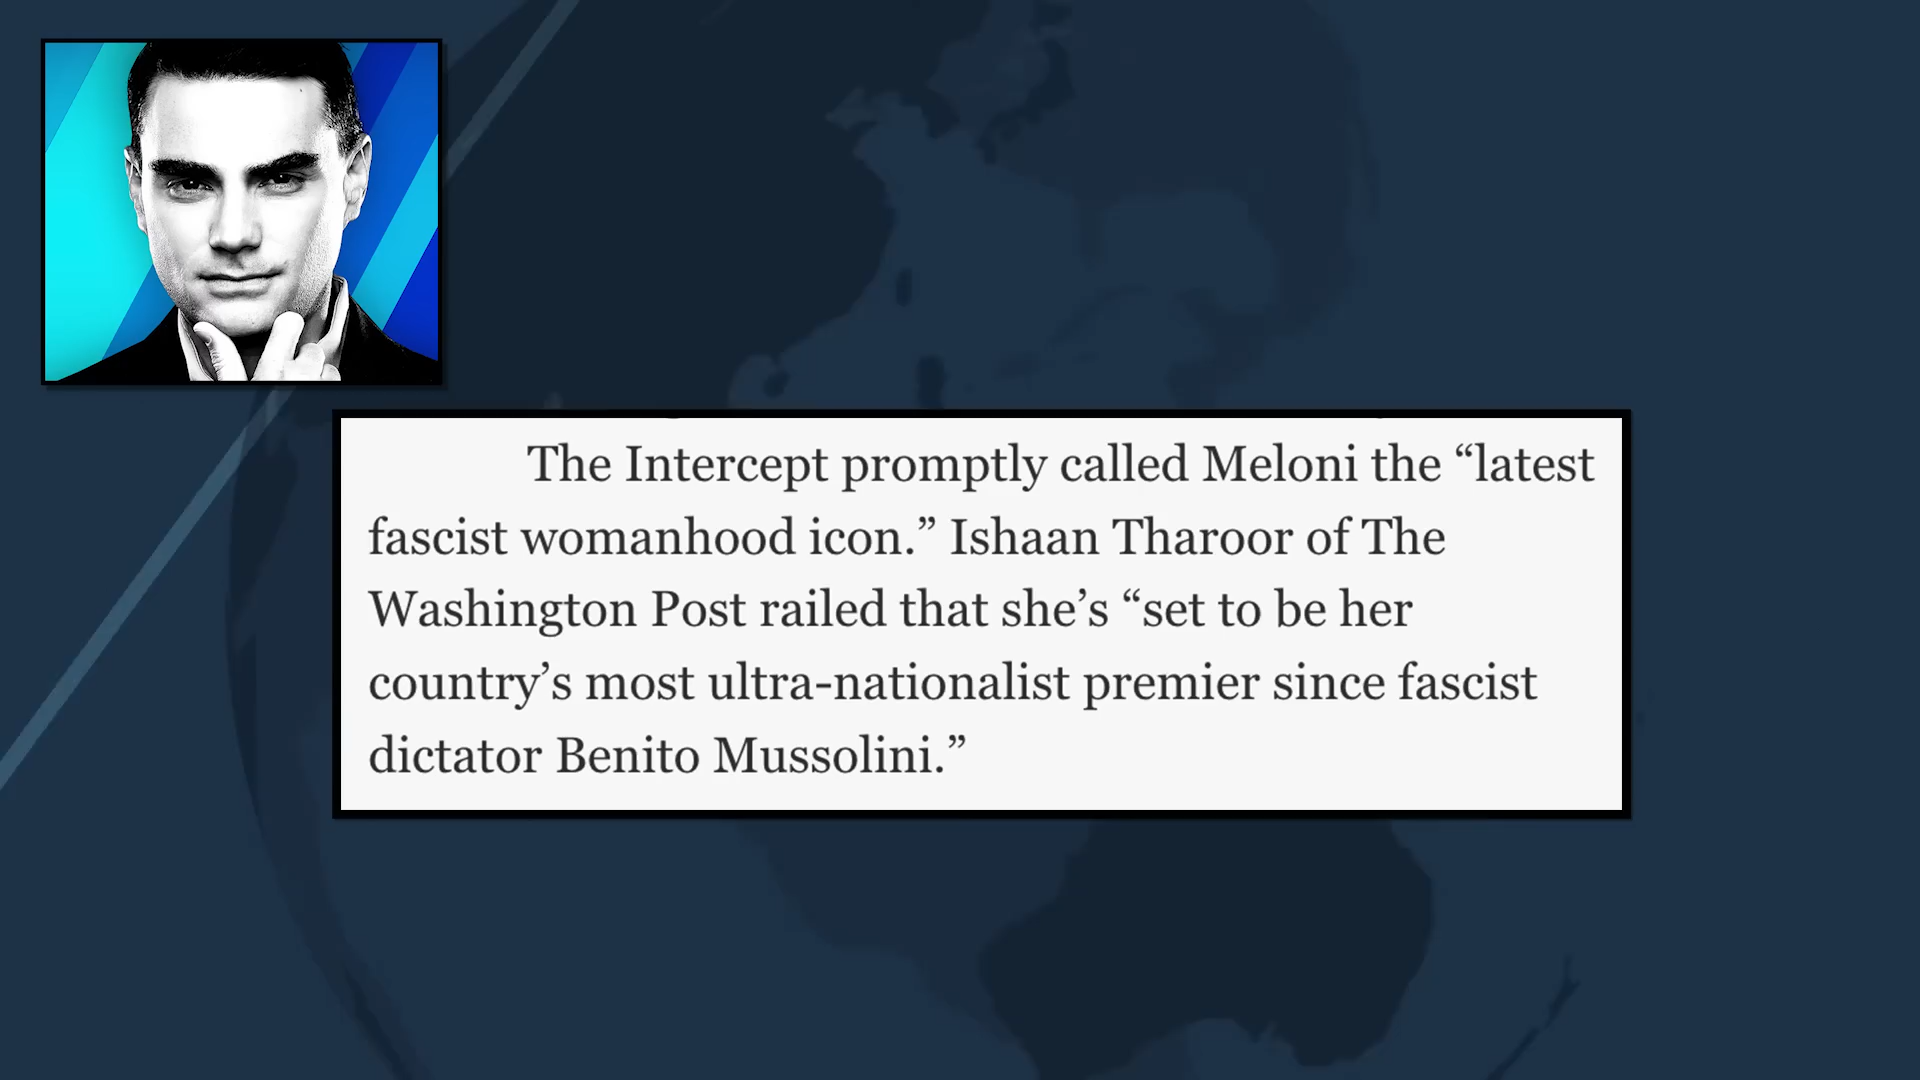 The Intercept promptly called Meloni the “latest
fascist womanhood icon.” Ishaan Tharoor of The
Washington Post railed that she’s “set to be her
country’s most ultra-nationalist premier since fascist
dictator Benito Mussolini.”